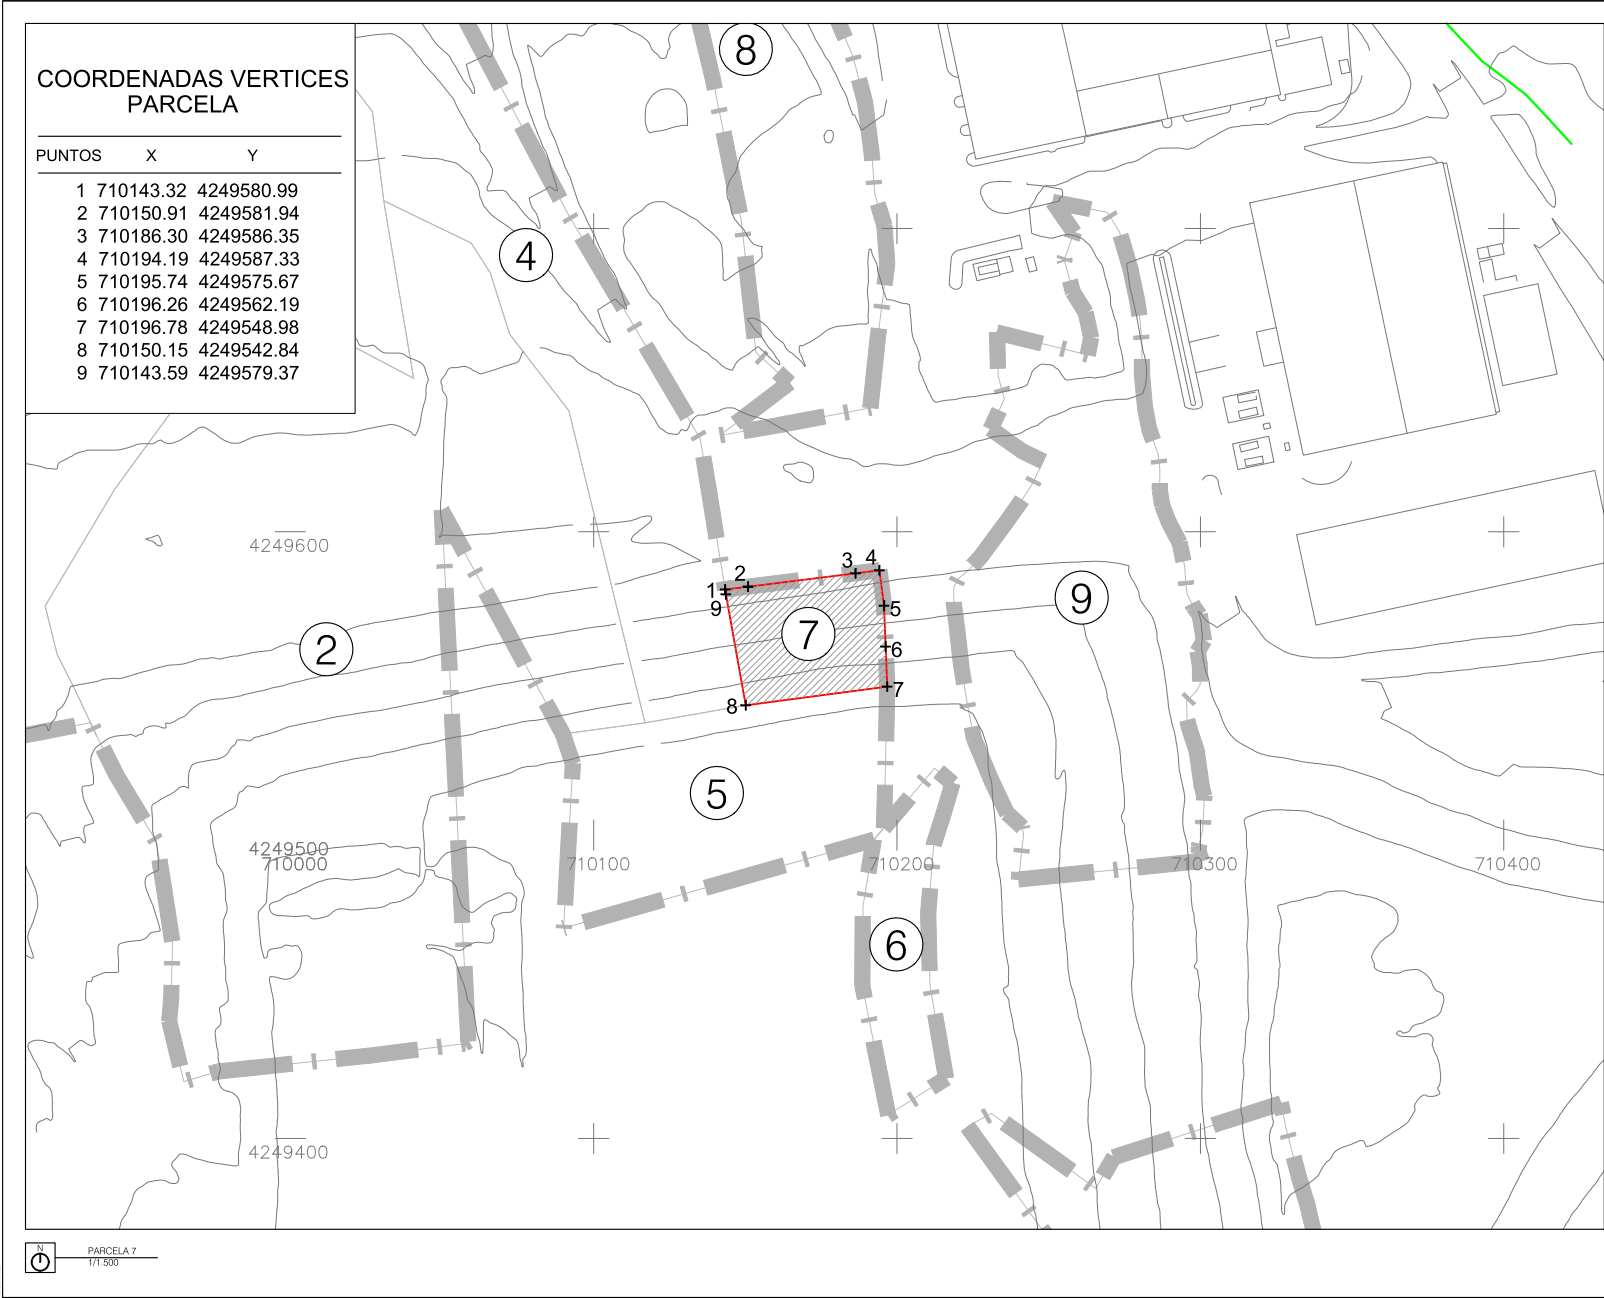 COORDENADAS VERTICES
PARCELA
PUNTOS X Y
1 710143.32 4249580.99
2 710150.91 4249581.94
3 710186.30 4249586.35
4 710194.19 4249587.33
5 710195.74 4249575.67
6 710196.26 4249562.19
7 710196.78 4249548.98
8 710150.15 4249542.84
9 710143.59 4249579.37
8
4
4249600
1
2
3
4
9
5
2
7
9
6
7
8
5
4249500
710000
710100
710200
710300
710400
6
4249400
N
PARCELA 7
1/1.500